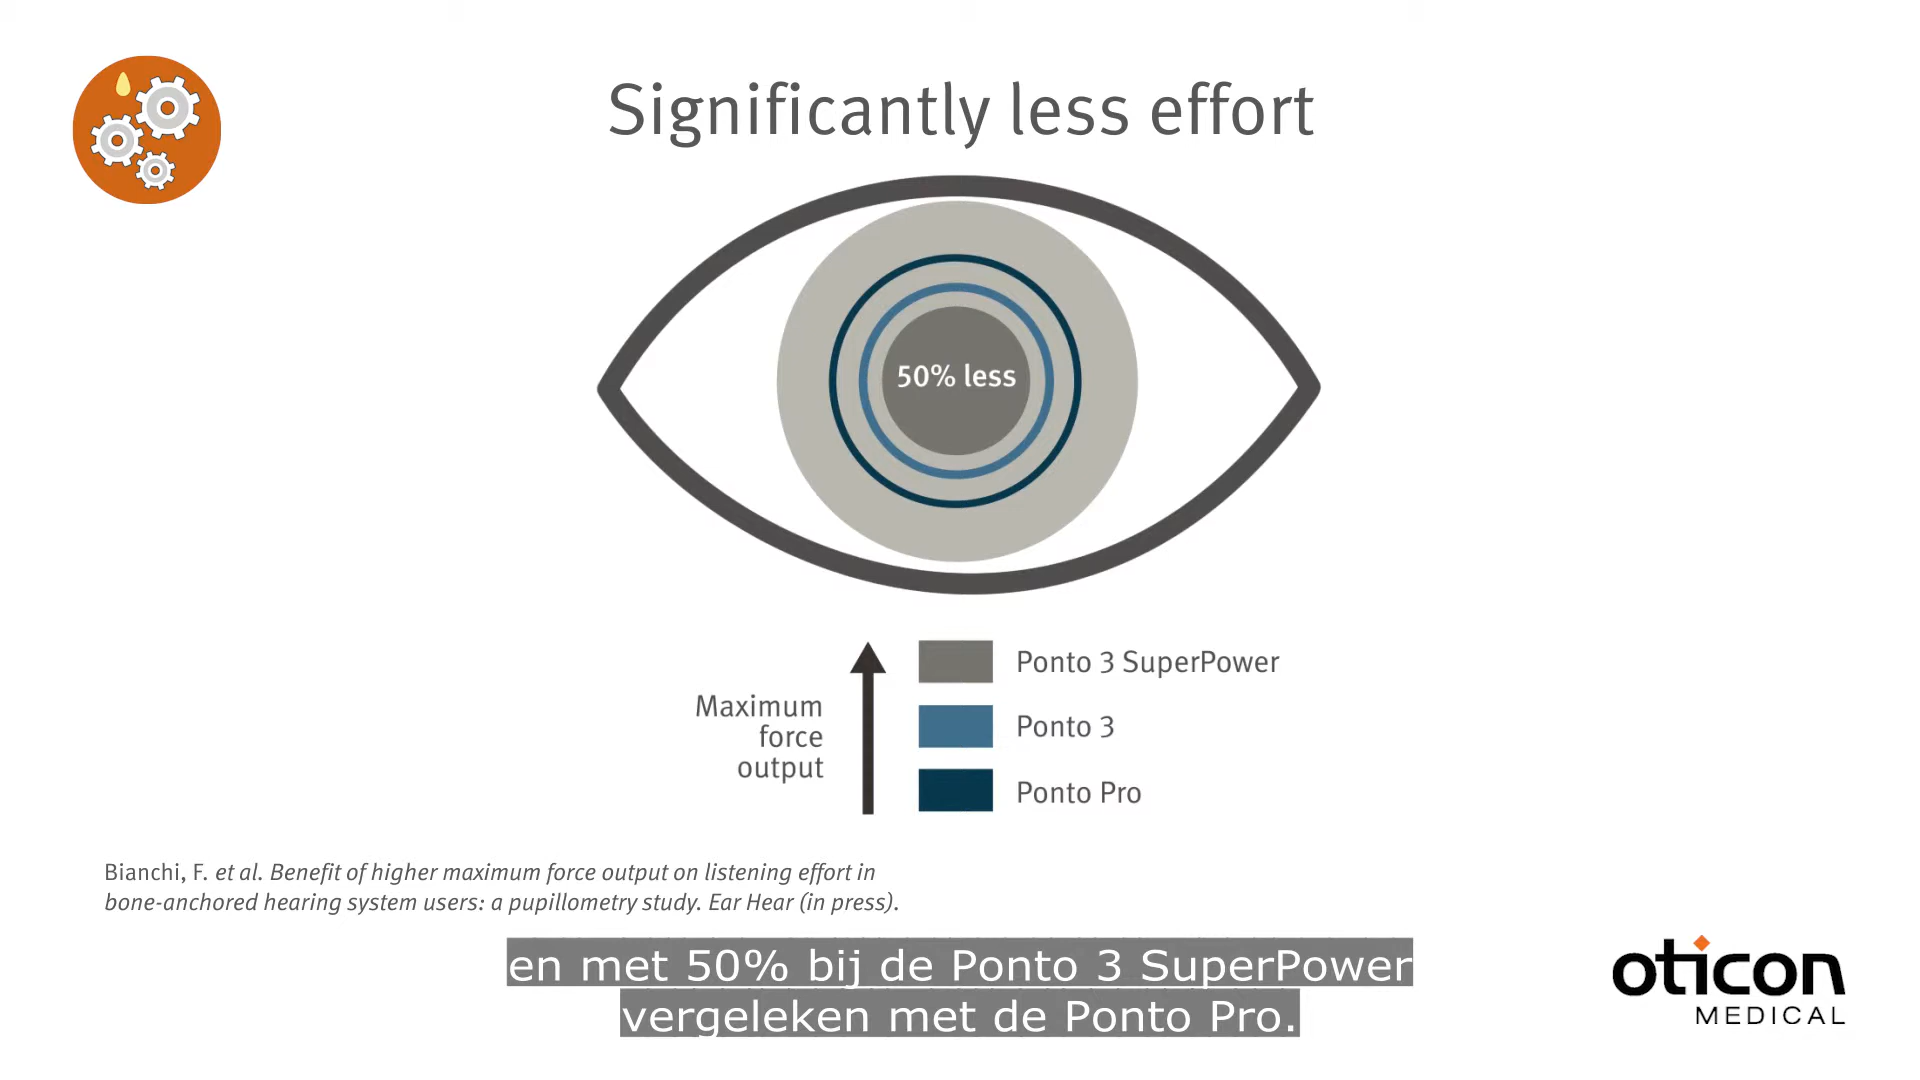 Significantly less effort
50% less
Maximum
force
output
Ponto 3 SuperPower
Ponto 3
Ponto Pro
Bianchi, F. et al. Benefit of higher maximum force output on listening effort in
bone-anchored hearing system users: a pupillometry study. Ear Hear (in press).
en met 50% bij de Ponto 3 SuperPower
vergeleken met de Ponto Pro.
oticon
MEDICAL